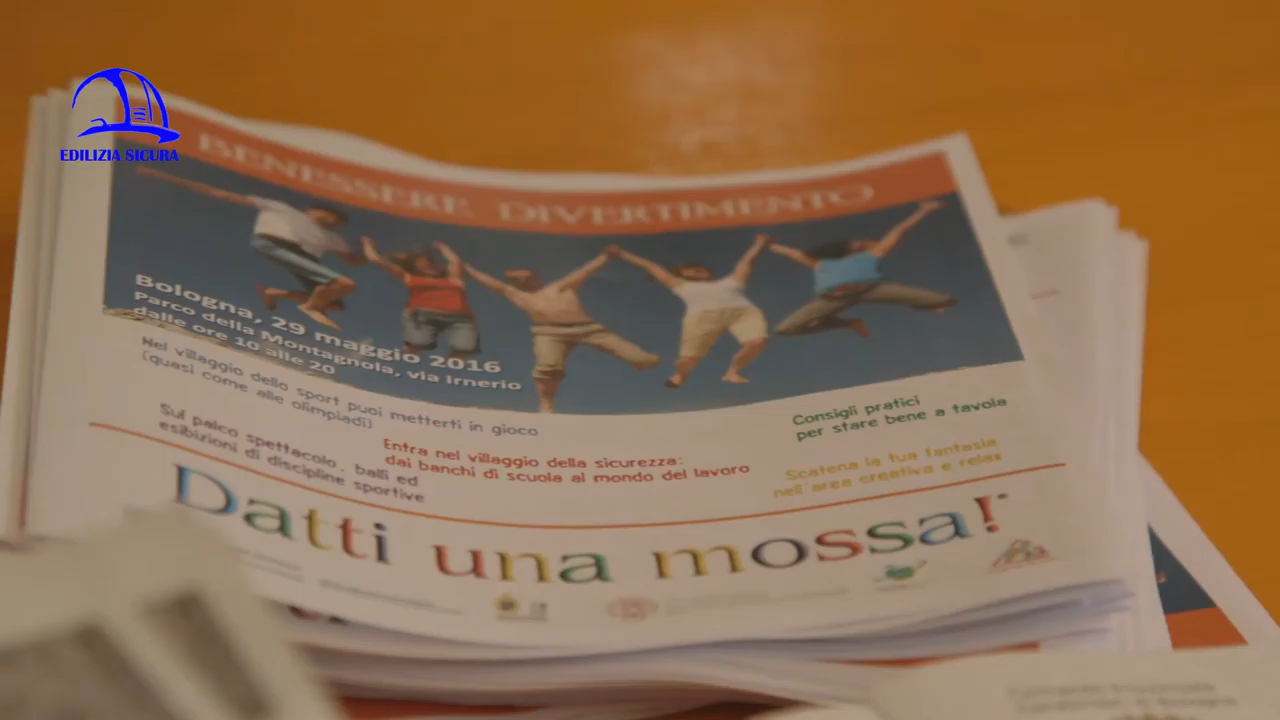 EDILIZIA SICURA
BENESSERE DIVERTIMENTO
Bologna, 29 maggio 2016
Parco della Montagnola, via Irnerio
dalle ore 10 alle 20
Nel villaggio dello sport puoi metterti in gioco
(quasi come alle olimpiadi)
Consigli pratici
per stare bene a tavola
Sul palco spettacolo, balli ed
esibizioni di discipline sportive
Entra nel villaggio della sicurezza:
dai banchi di scuola al mondo del lavoro
Scatena la tua fantasia
nell'area creativa e relax
Datti una mossa!